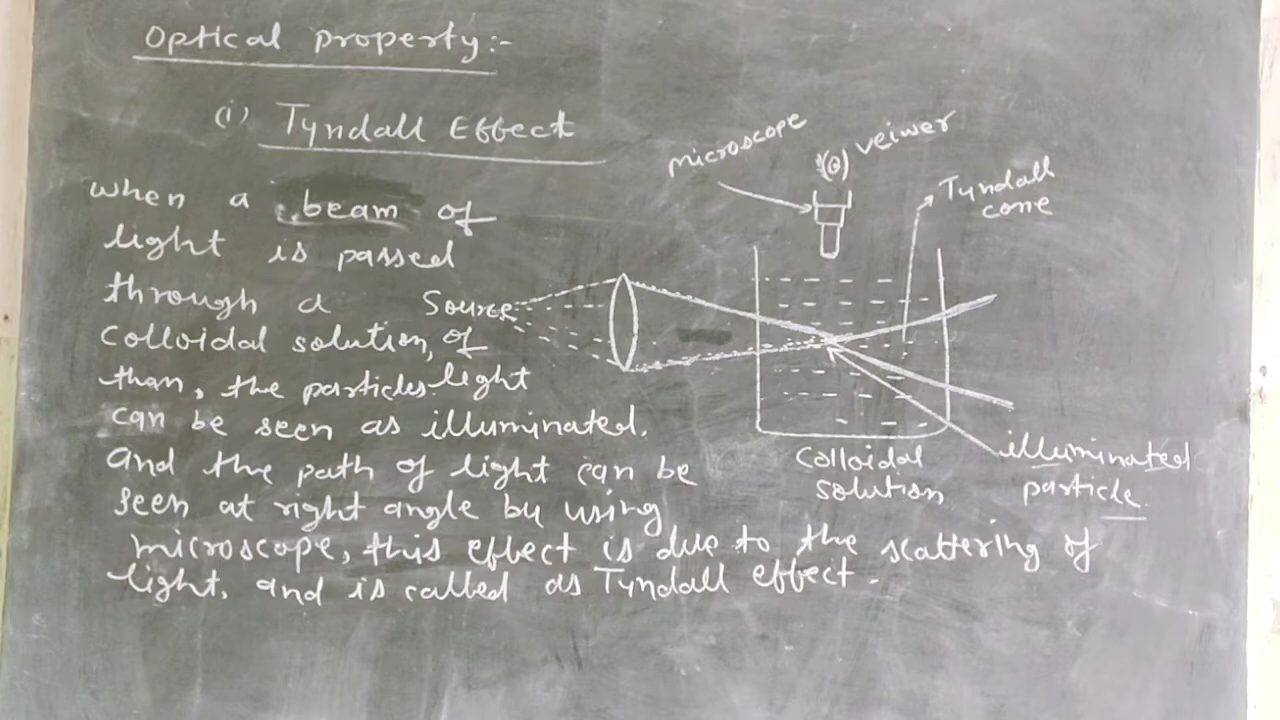 Optical property:-
(i) Tyndall Effect
when a beam of
light is passed
through a
colloidal solution, of
than, the particles light
can be seen as illuminated.
and the path of light can be
seen at right angle by using
microscope, this effect is due to the scattering of
light. and is called as Tyndall effect.
microscope
veiwer
Tyndall
cone
Source
colloidal
solution
illuminated
particle.